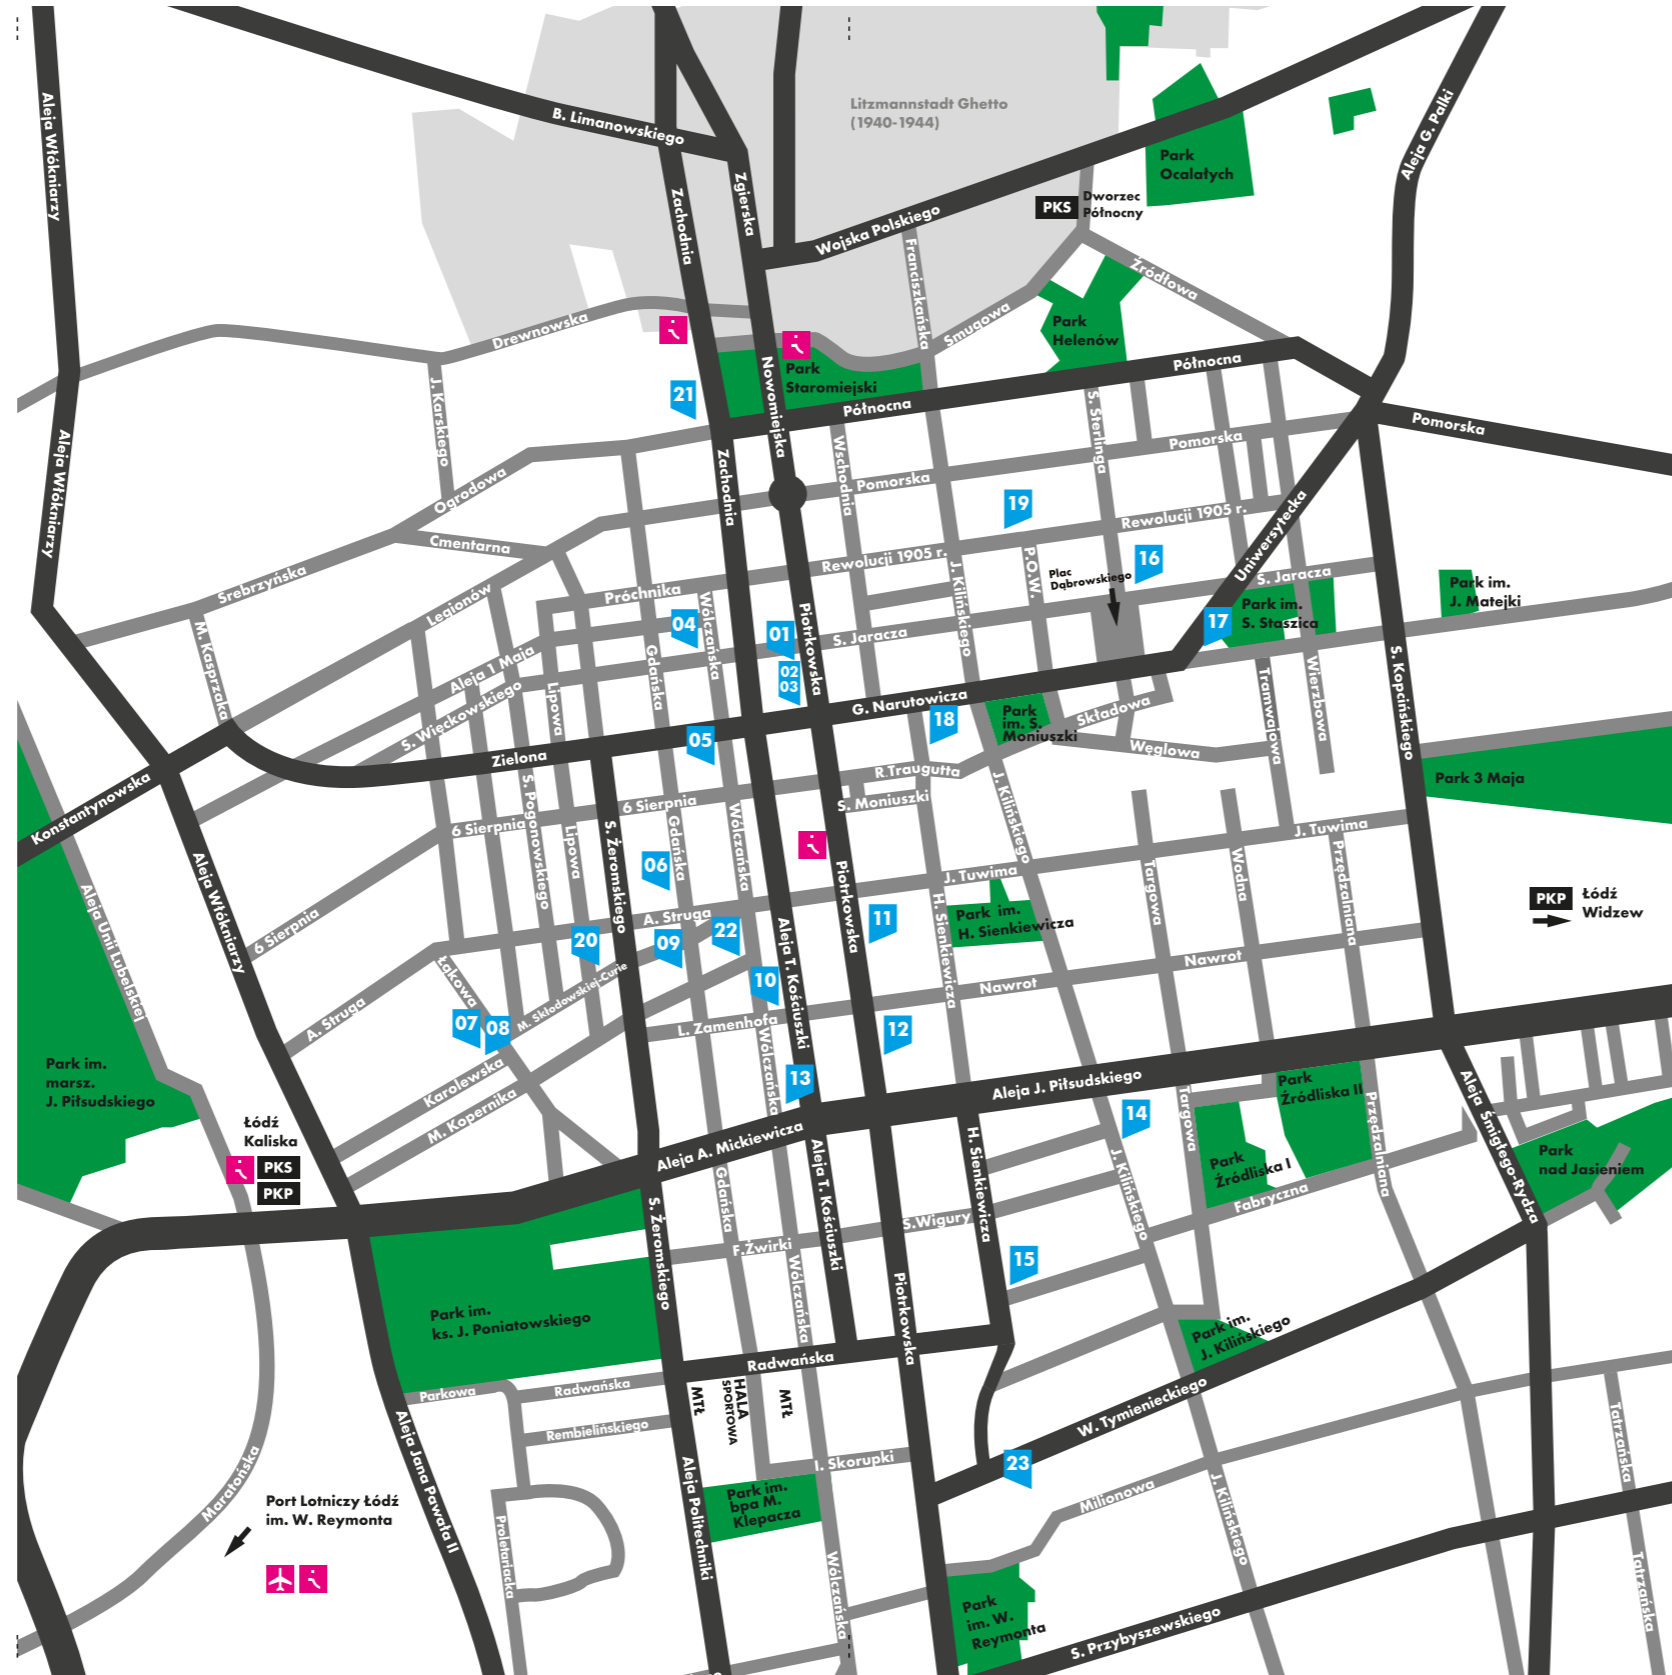 Aleja Włókniarzy
B. Limanowskiego
Litzmannstadt Ghetto
(1940-1944)
Aleja G. Palki
Park
Ocalałych
PKS
Dworzec
Północny
Zachodnia
Zgierska
Wojska Polskiego
Franciszkańska
Źródłowa
Smugowa
Park
Helenów
Drewnowska
Nowomiejska
Park
Staromiejski
Północna
Północna
21
J. Karskiego
Aleja Włókniarzy
Zachodnia
Wschodnia
S. Sterlinga
Pomorska
Pomorska
Pomorska
Ogrodowa
19
Rewolucji 1905 r.
Uniwersytecka
Cmentarna
Rewolucji 1905 r.
J. Kilińskiego
P.O.W.
16
Plac
Dąbrowskiego
S. Jaracza
Srebrzyńska
Legionów
Próchnika
Wólczańska
Piotrkowska
Park im.
J. Matejki
Park im.
S. Staszica
17
M. Kasprzaka
04
01
S. Jaracza
Aleja 1 Maja
Gdańska
02
03
S. Więckowskiego
Lipowa
G. Narutowicza
18
Park
im. S.
Moniuszki
Składowa
Węglowa
Tramwajowa
Wierzbowa
S. Kopcińskiego
05
Zielona
R.Traugutta
Park 3 Maja
Konstantynowska
S. Pogonowskiego
6 Sierpnia
6 Sierpnia
S. Moniuszki
J. Kilińskiego
J. Tuwima
Lipowa
S. Żeromskiego
Gdańska
Wólczańska
Aleja Włókniarzy
Aleja Unii Lubelskiej
06
Piotrkowska
J. Tuwima
Targowa
Wodna
Przędzalniana
PKP
Łódź
Widzew
6 Sierpnia
A. Struga
20
09
22
11
H. Sienkiewicza
Park im.
H. Sienkiewicza
Nawrot
Nawrot
Łąkowa
Aleja T. Kościuszki
10
M. Skłodowskiej-Curie
A. Struga
07
08
L. Zamenhofa
12
Wólczańska
Park im.
marsz.
J. Piłsudskiego
Karolewska
M. Kopernika
13
Aleja J. Piłsudskiego
14
Targowa
Park
Źródliska II
Przędzalniana
Aleja Śmigłego-Rydza
Łódź
Kaliska
PKS
PKP
Aleja A. Mickiewicza
Park
Źródliska I
Park
nad Jasieniem
Fabryczna
J. Kilińskiego
H. Sienkiewicza
S.Wigury
F.Żwirki
Gdańska
Aleja T. Kościuszki
S. Żeromskiego
Wólczańska
15
Piotrkowska
Park im.
ks. J. Poniatowskiego
Park im.
J. Kilińskiego
Radwańska
Radwańska
Parkowa
Rembielińskiego
MTŁ
HALA
SPORTOWA
MTŁ
Aleja Jana Pawała II
W. Tymienieckiego
I. Skorupki
23
Milionowa
J. Kilińskiego
Tatrzańska
Maratońska
Port Lotniczy Łódź
im. W. Reymonta
Aleja Politechniki
Park im.
bpa M.
Klepacza
Proletariacka
Wólczańska
Park
im. W.
Reymonta
S. Przybyszewskiego
Tatrzańska